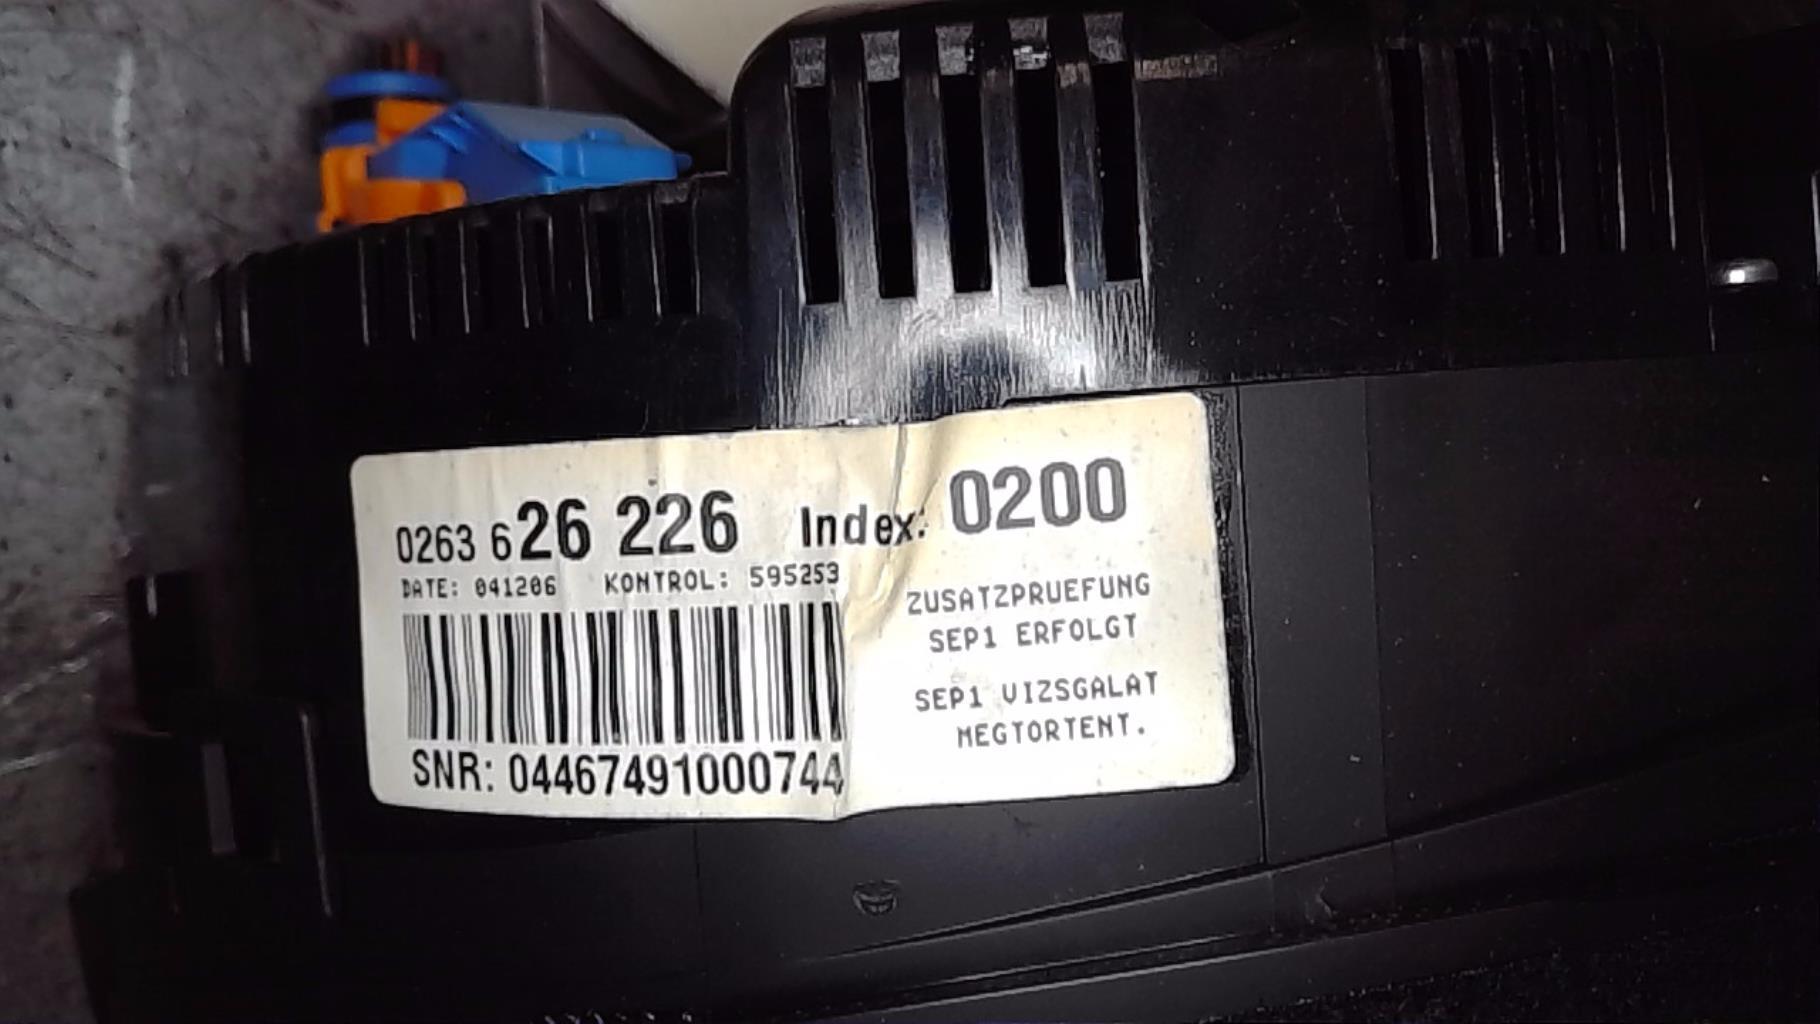 0263 626 226 Index: 0200
DATE: 041206 KONTROL: 595253
ZUSATZPRUEFUNG
SEP1 ERFOLGT
SEP1 VIZSGALAT
MEGTORTENT.
SNR: 04467491000744